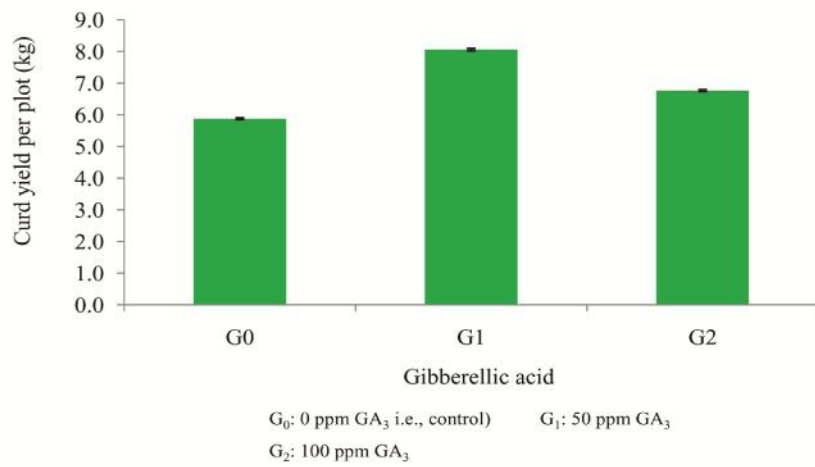 Curd yield per plot (kg)
9.0
8.0
7.0
6.0
5.0
4.0
3.0
2.0
1.0
0.0
G0 G1 G2
Gibberellic acid
G₀: 0 ppm GA₃ i.e., control) G₁: 50 ppm GA₃
G₂: 100 ppm GA₃